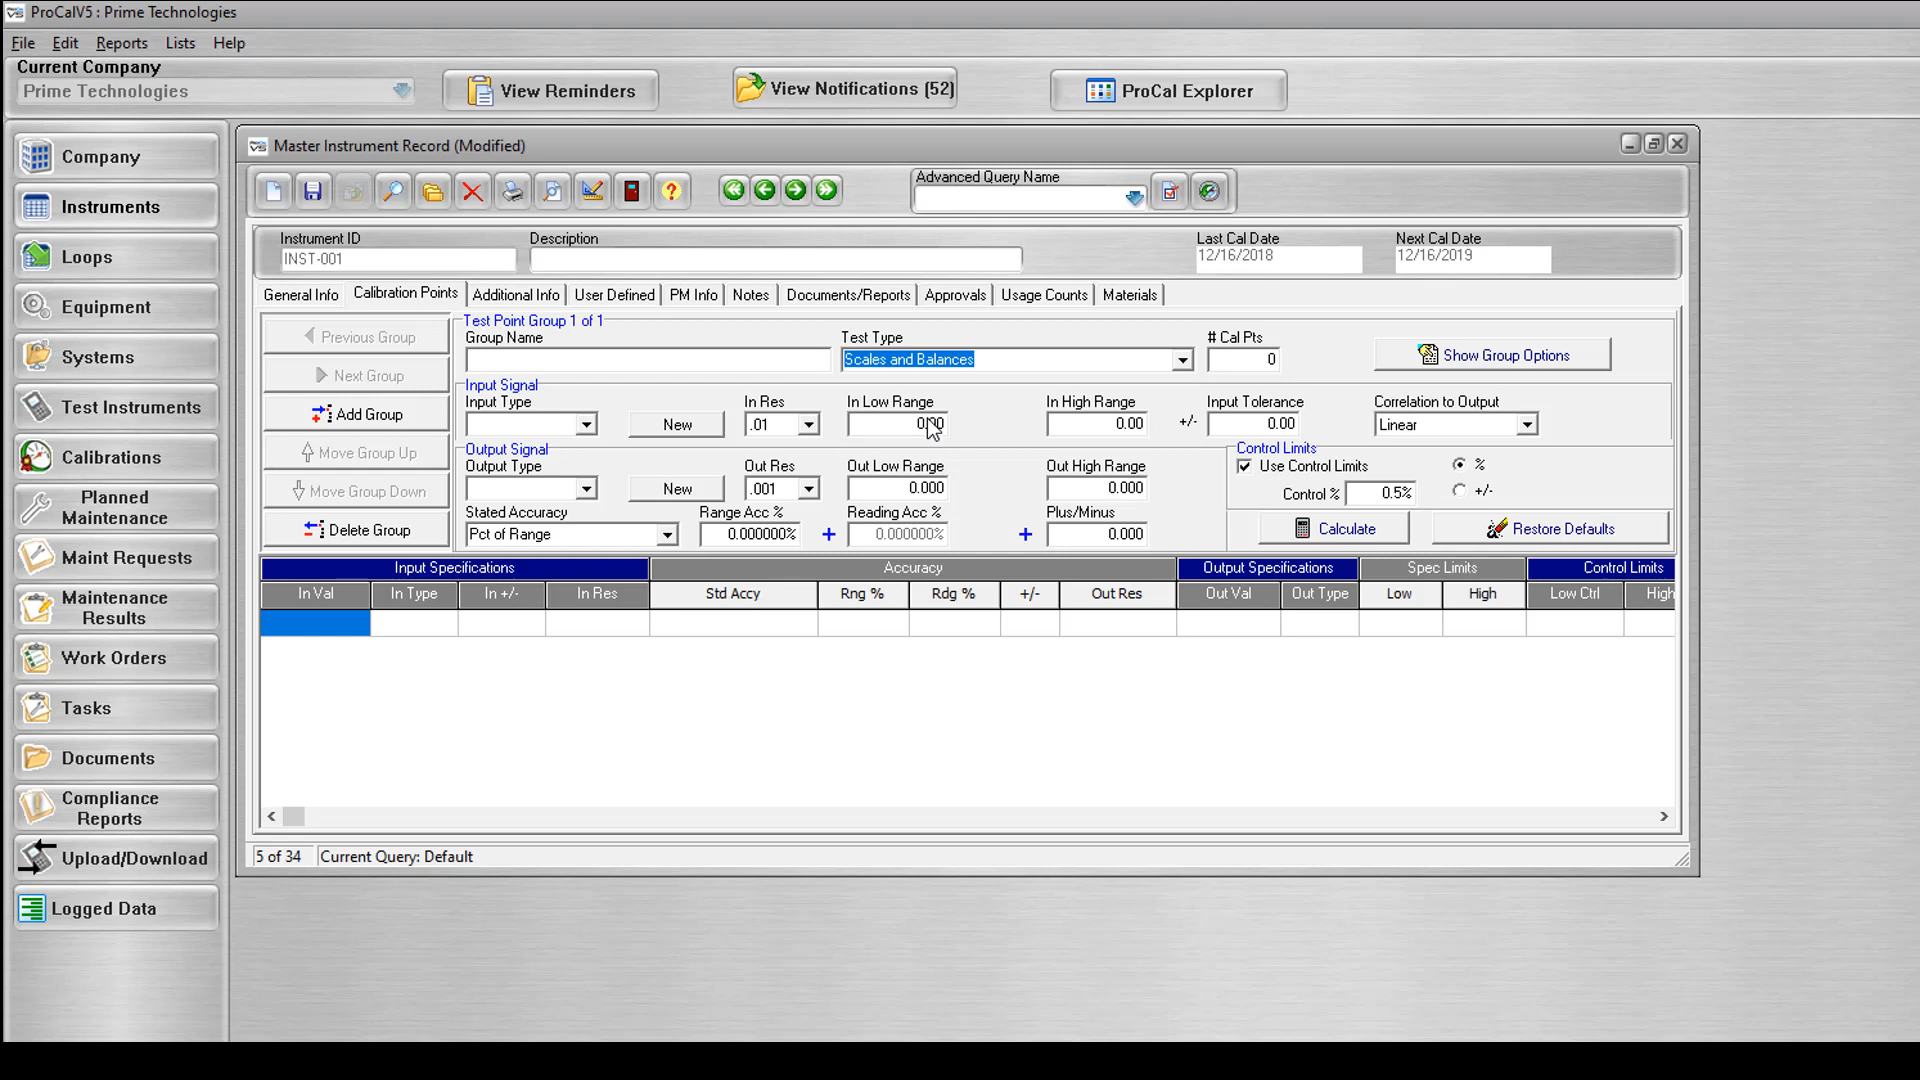 ProCalV5 : Prime Technologies
File Edit Reports Lists Help
Current Company
Prime Technologies
View Reminders
View Notifications (52)
ProCal Explorer
Company
Instruments
Loops
Equipment
Systems
Test Instruments
Calibrations
Planned
Maintenance
Maint Requests
Maintenance
Results
Work Orders
Tasks
Documents
Compliance
Reports
Upload/Download
Logged Data
Master Instrument Record (Modified)
Advanced Query Name
Instrument ID Description Last Cal Date Next Cal Date
INST-001 12/16/2018 12/16/2019
General Info Calibration Points Additional Info User Defined PM Info Notes Documents/Reports Approvals Usage Counts Materials
Previous Group
Next Group
Add Group
Move Group Up
Move Group Down
Delete Group
Test Point Group 1 of 1
Group Name Test Type # Cal Pts
Scales and Balances 0 Show Group Options
Input Signal
Input Type In Res In Low Range In High Range Input Tolerance Correlation to Output
New .01 0.00 0.00 +/- 0.00 Linear
Output Signal
Output Type Out Res Out Low Range Out High Range
New .001 0.000 0.000
Control Limits
Use Control Limits %
Control % 0.5% +/-
Stated Accuracy Range Acc % Reading Acc % Plus/Minus
Pct of Range 0.000000% + 0.000000% + 0.000
Calculate Restore Defaults
Input Specifications Accuracy Output Specifications Spec Limits Control Limits
In Val In Type In +/- In Res Std Accy Rng % Rdg % +/- Out Res Out Val Out Type Low High Low Ctrl High
5 of 34 Current Query: Default